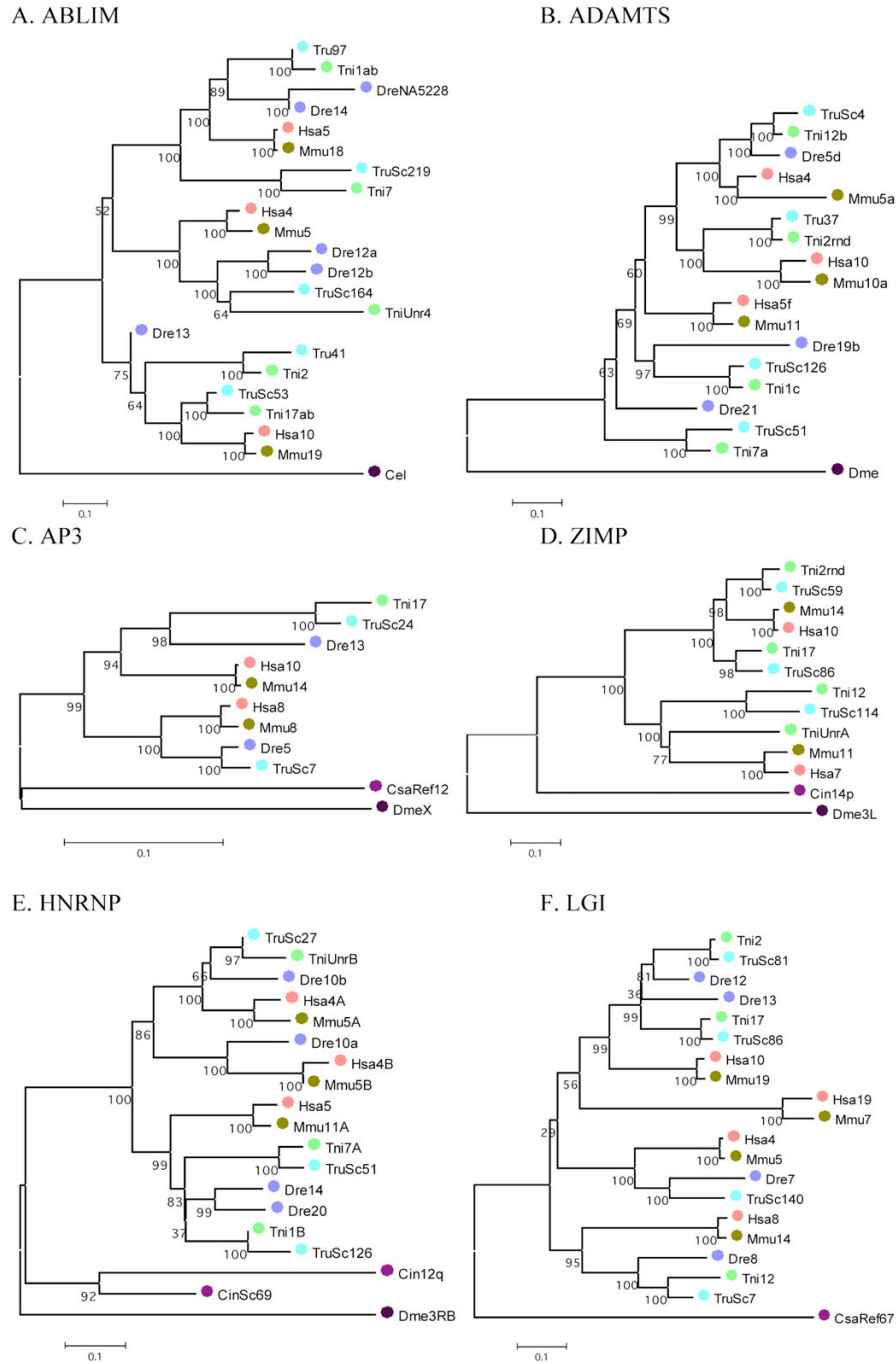 A. ABLIM
Tru97
Tni1ab
100
89
DreNA5228
100
Dre14
100
Hsa5
100
Mmu18
100
TruSc219
100
Tni7
52
Hsa4
100
Mmu5
100
Dre12a
100
Dre12b
100
TruSc164
64
TniUnr4
Dre13
75
Tru41
100
Tni2
64
TruSc53
100
Tni17ab
100
Hsa10
100
Mmu19
Cel
0.1
B. ADAMTS
TruSc4
100
Tni12b
100
Dre5d
Hsa4
100
Mmu5a
99
Tru37
100
Tni2rnd
100
Hsa10
100
Mmu10a
60
Hsa5f
100
Mmu11
69
Dre19b
97
TruSc126
100
Tni1c
63
Dre21
TruSc51
100
Tni7a
Dme
0.1
C. AP3
Tni17
100
TruSc24
98
Dre13
94
Hsa10
100
Mmu14
99
Hsa8
100
Mmu8
100
Dre5
100
TruSc7
CsaRef12
DmeX
0.1
D. ZIMP
Tni2rnd
100
TruSc59
98
Mmu14
100
Hsa10
100
Tni17
98
TruSc86
100
Tni12
100
TruSc114
100
TniUnrA
77
Mmu11
100
Hsa7
Cin14p
Dme3L
0.1
E. HNRNP
TruSc27
97
TniUnrB
66
Dre10b
100
Hsa4A
100
Mmu5A
86
Dre10a
100
Hsa4B
100
Mmu5B
100
Hsa5
100
Mmu11A
99
Tni7A
100
TruSc51
83
Dre14
99
Dre20
37
Tni1B
100
TruSc126
Cin12q
92
CinSc69
Dme3RB
0.1
F. LGI
Tni2
100
TruSc81
81
Dre12
36
Dre13
99
Tni17
100
TruSc86
99
Hsa10
100
Mmu19
56
Hsa19
100
Mmu7
29
Hsa4
100
Mmu5
100
Dre7
100
TruSc140
Hsa8
100
Mmu14
95
Dre8
100
Tni12
100
TruSc7
CsaRef67
0.1